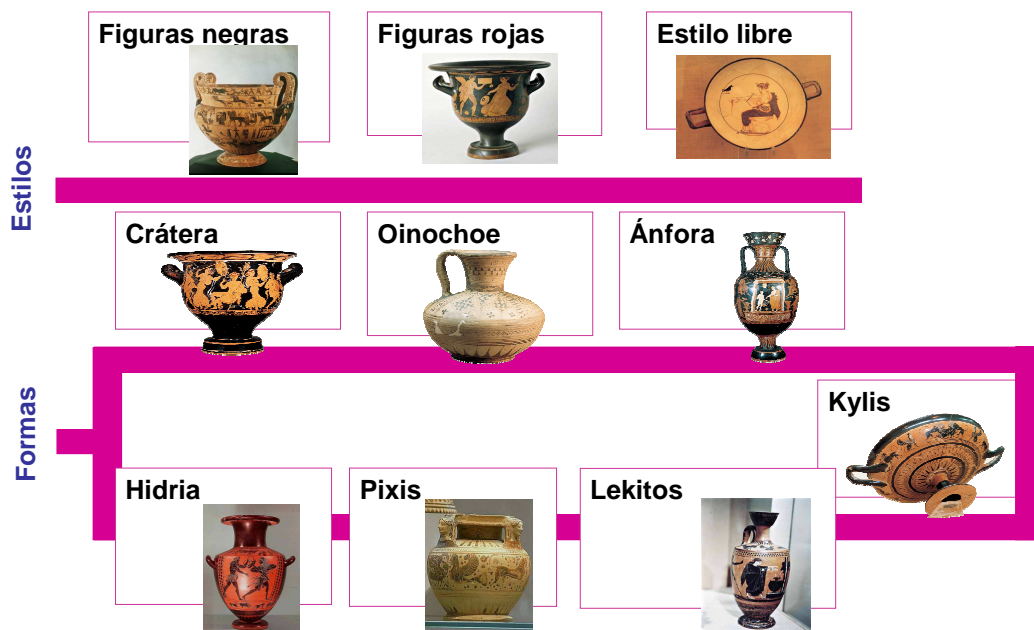 Estilos
Figuras negras
Figuras rojas
Estilo libre
Formas
Crátera
Oinochoe
Ánfora
Kylis
Hidria
Pixis
Lekitos